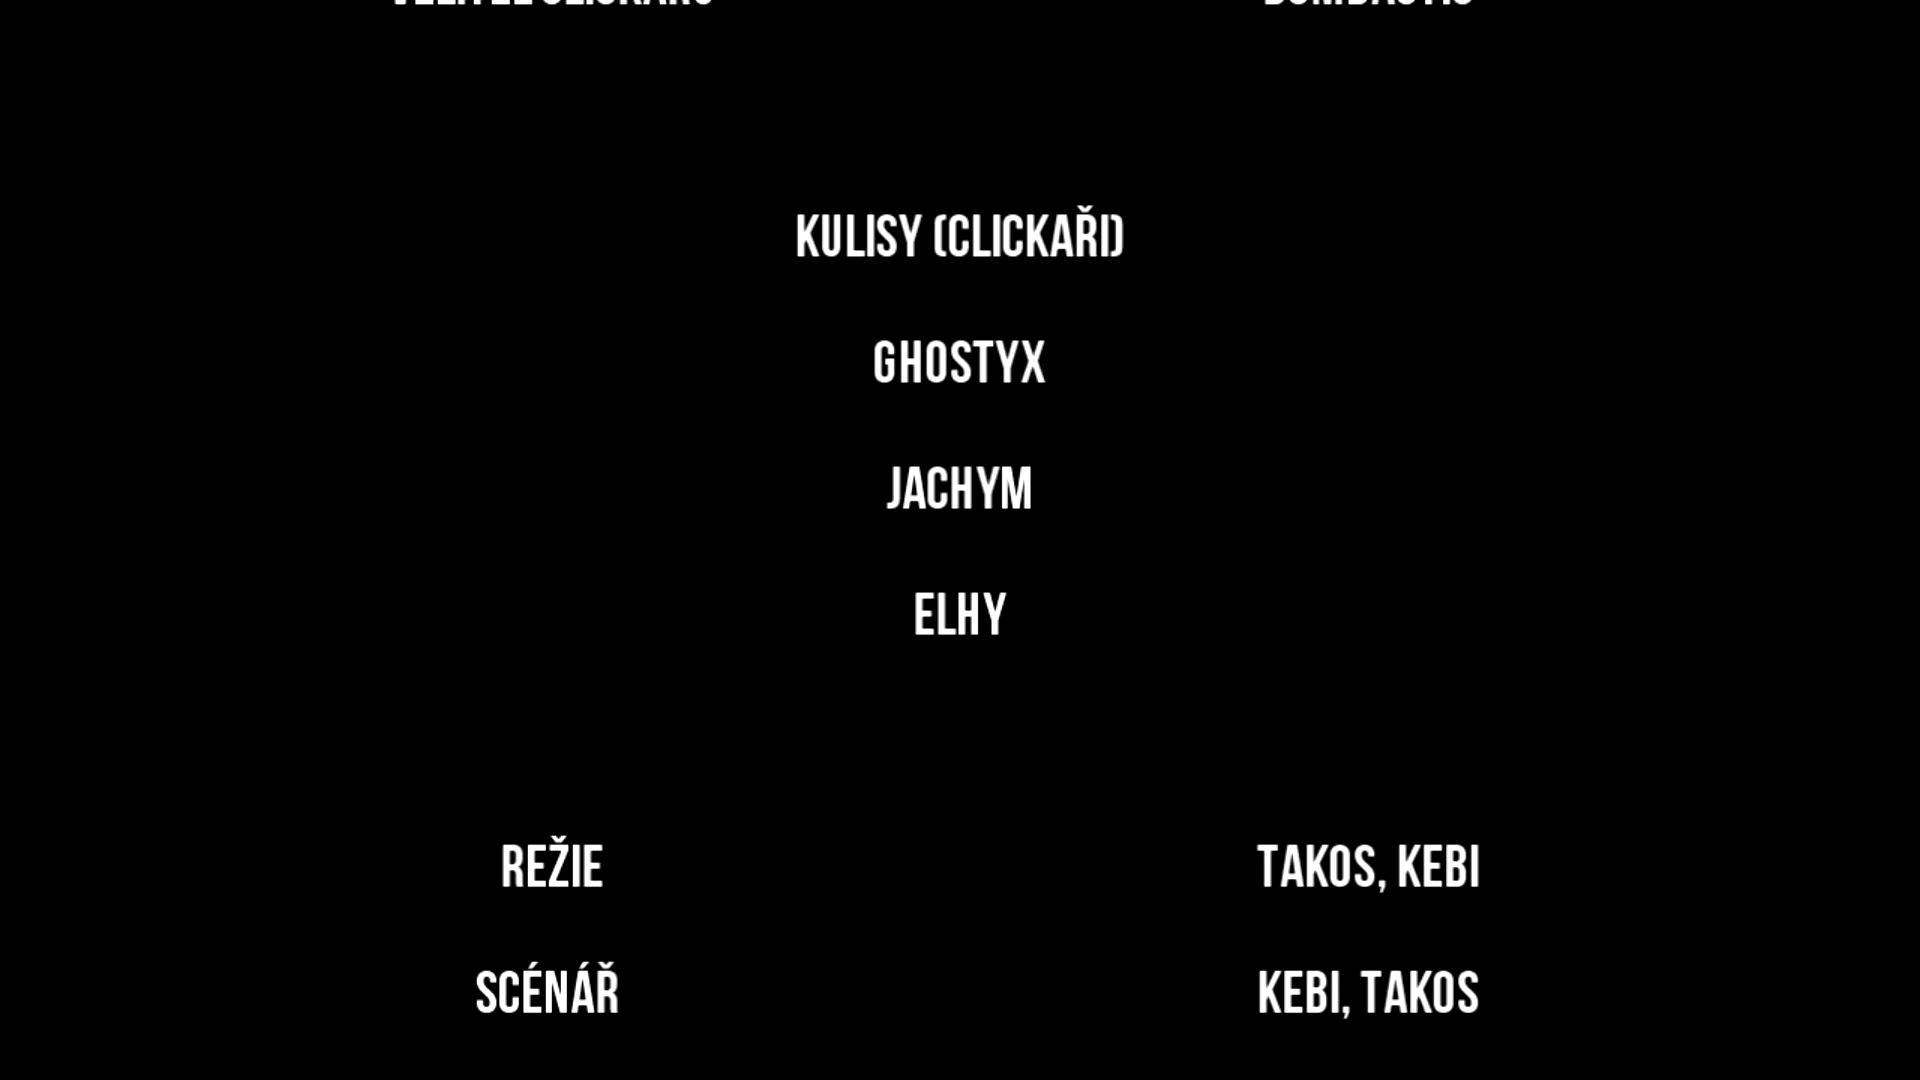 KULISY (CLICKAŘI)
GHOSTYX
JACHYM
ELHY
REŽIE TAKOS, KEBI
SCÉNÁŘ KEBI, TAKOS